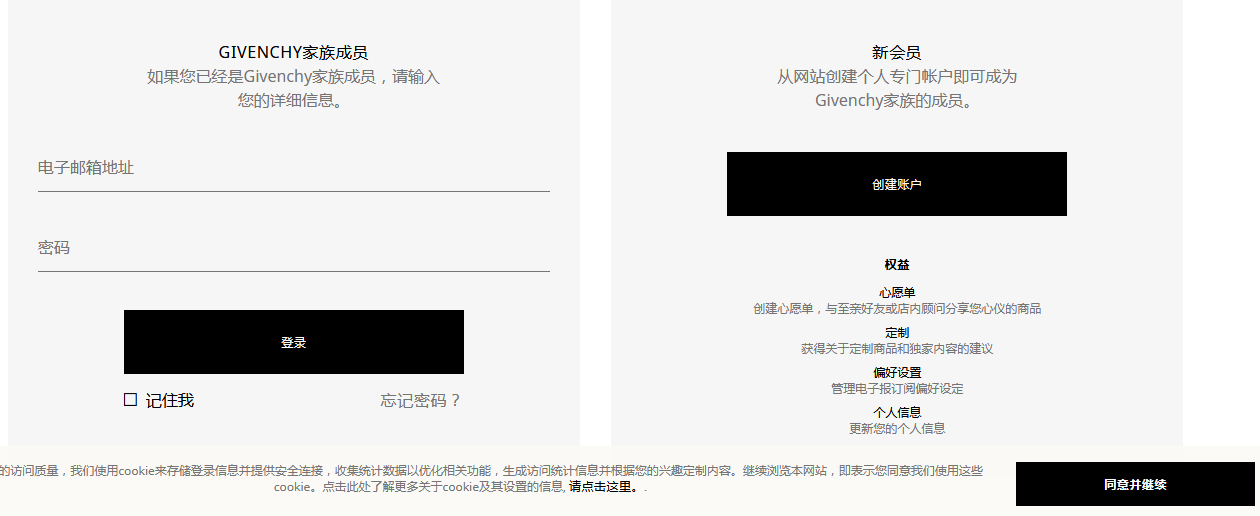 GIVENCHY家族成员
如果您已经是Givenchy家族成员，请输入
您的详细信息。
电子邮箱地址
密码
登录
记住我
忘记密码？
新会员
从网站创建个人专门帐户即可成为
Givenchy家族的成员。
创建账户
权益
心愿单
创建心愿单，与至亲好友或店内顾问分享您心仪的商品
定制
获得关于定制商品和独家内容的建议
偏好设置
管理电子报订阅偏好设定
个人信息
更新您的个人信息
的访问质量，我们使用cookie来存储登录信息并提供安全连接，收集统计数据以优化相关功能，生成访问统计信息并根据您的兴趣定制内容。继续浏览本网站，即表示您同意我们使用这些
cookie。点击此处了解更多关于cookie及其设置的信息, 请点击这里。.
同意并继续